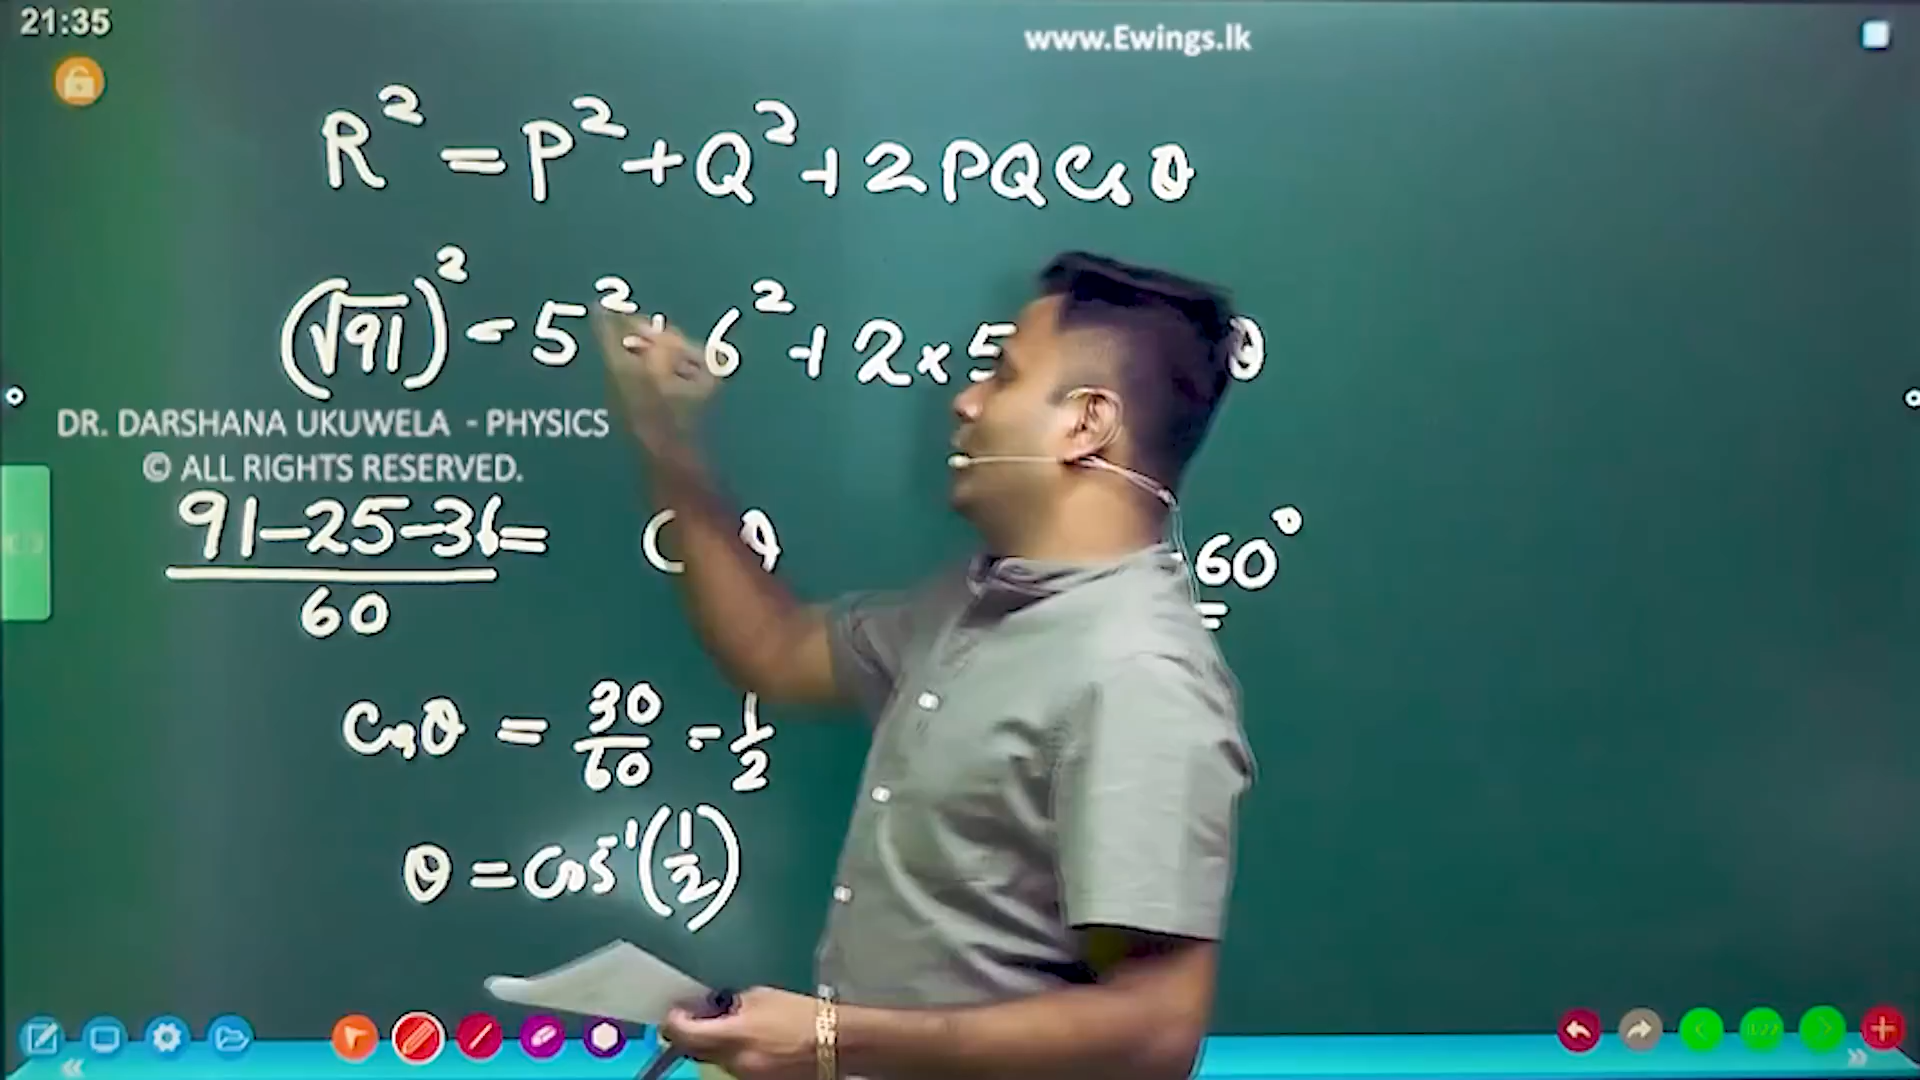 21:35
www.Ewings.lk
R² = P² + Q² + 2PQ Cos θ
(√91)² = 5² + 6² + 2 × 5 θ
DR. DARSHANA UKUWELA - PHYSICS
© ALL RIGHTS RESERVED.
91-25-36 =
60
60°
=
Cos θ = 30/60 = 1/2
θ = Cos⁻¹(1/2)